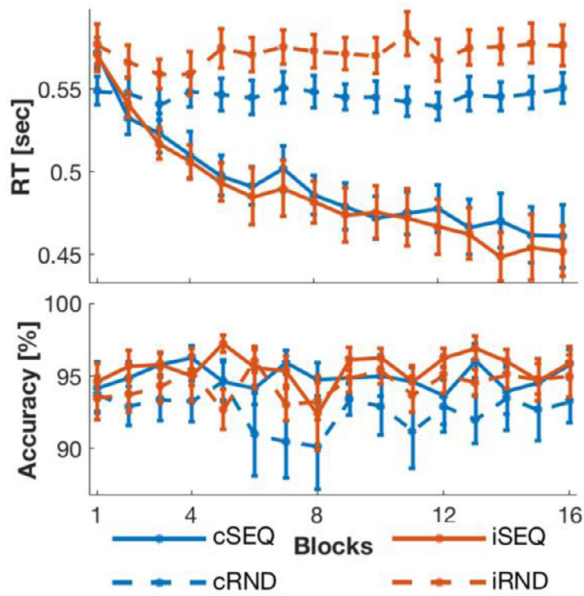 RT [sec]
0.55
0.5
0.45
Accuracy [%]
100
95
90
1 4 8 12 16
Blocks
cSEQ iSEQ
cRND iRND